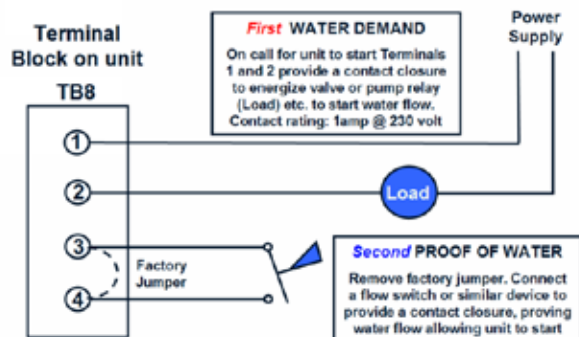 Terminal
Block on unit
TB8
1
2
3
4
Factory
Jumper
First WATER DEMAND
On call for unit to start Terminals
1 and 2 provide a contact closure
to energize valve or pump relay
(Load) etc. to start water flow.
Contact rating: 1amp @ 230 volt
Power
Supply
Load
Second PROOF OF WATER
Remove factory jumper. Connect
a flow switch or similar device to
provide a contact closure, proving
water flow allowing unit to start